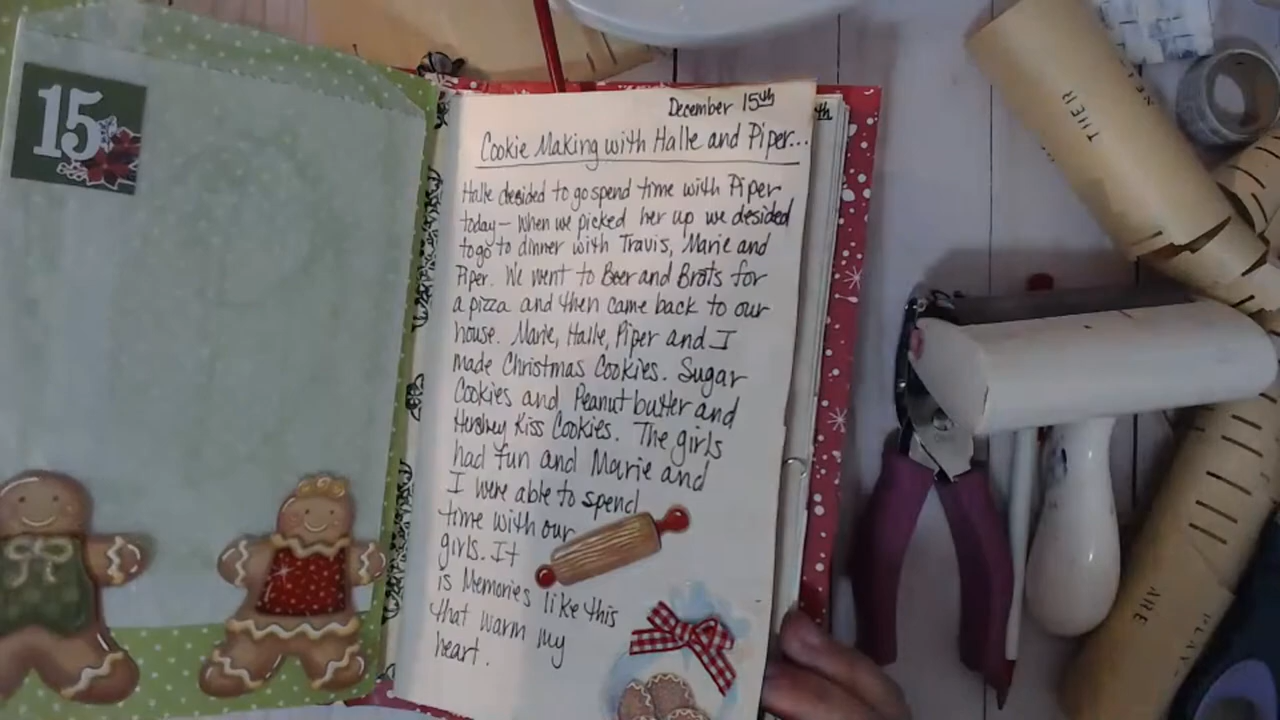 15
December 15th
th
Cookie Making with Halle and Piper...
Halle desided to go spend time with Piper
today - When we picked her up we desided
to go to dinner with Travis, Marie and
Piper. We went to Beer and Brats for
a pizza and then came back to our
house. Marie, Halle, Piper and I
made Christmas Cookies. Sugar
Cookies and Peanut butter and
Hershey Kiss Cookies. The girls
had fun and Marie and
I were able to spend
time with our
girls. It
is Memories like this
that warm my
heart.
THER
ARE
PLAY